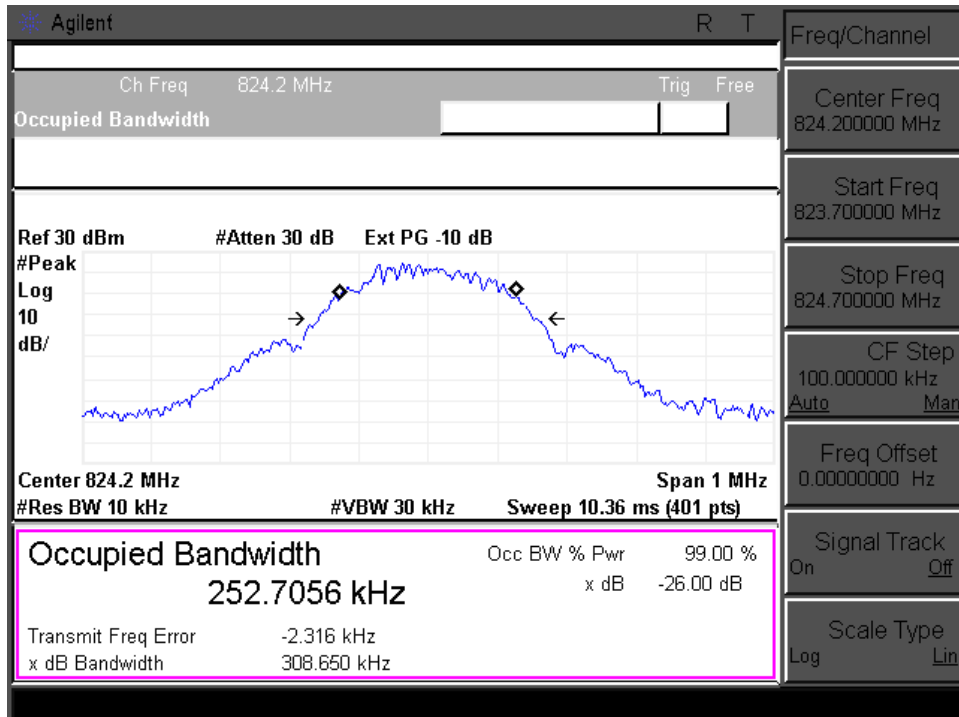 Agilent R T
Ch Freq 824.2 MHz Trig Free
Occupied Bandwidth
Ref 30 dBm #Atten 30 dB Ext PG -10 dB
#Peak
Log
10
dB/
Center 824.2 MHz Span 1 MHz
#Res BW 10 kHz #VBW 30 kHz Sweep 10.36 ms (401 pts)
Occupied Bandwidth
252.7056 kHz
Occ BW % Pwr 99.00 %
x dB -26.00 dB
Transmit Freq Error -2.316 kHz
x dB Bandwidth 308.650 kHz
Freq/Channel
Center Freq
824.200000 MHz
Start Freq
823.700000 MHz
Stop Freq
824.700000 MHz
CF Step
100.000000 kHz
Auto Man
Freq Offset
0.00000000 Hz
Signal Track
On Off
Scale Type
Log Lin